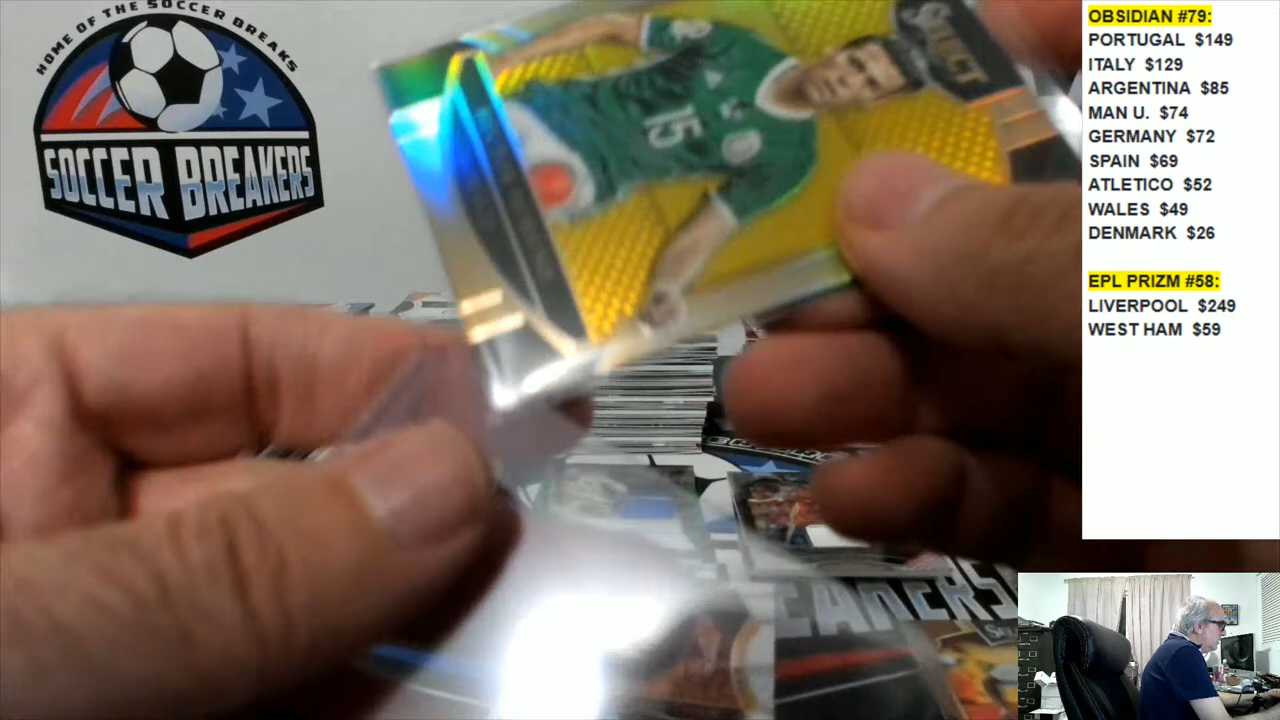 HOME OF THE SOCCER BREAKS
SOCCER BREAKERS
SELECT
15
OBSIDIAN #79:
PORTUGAL $149
ITALY $129
ARGENTINA $85
MAN U. $74
GERMANY $72
SPAIN $69
ATLETICO $52
WALES $49
DENMARK $26
EPL PRIZM #58:
LIVERPOOL $249
WEST HAM $59